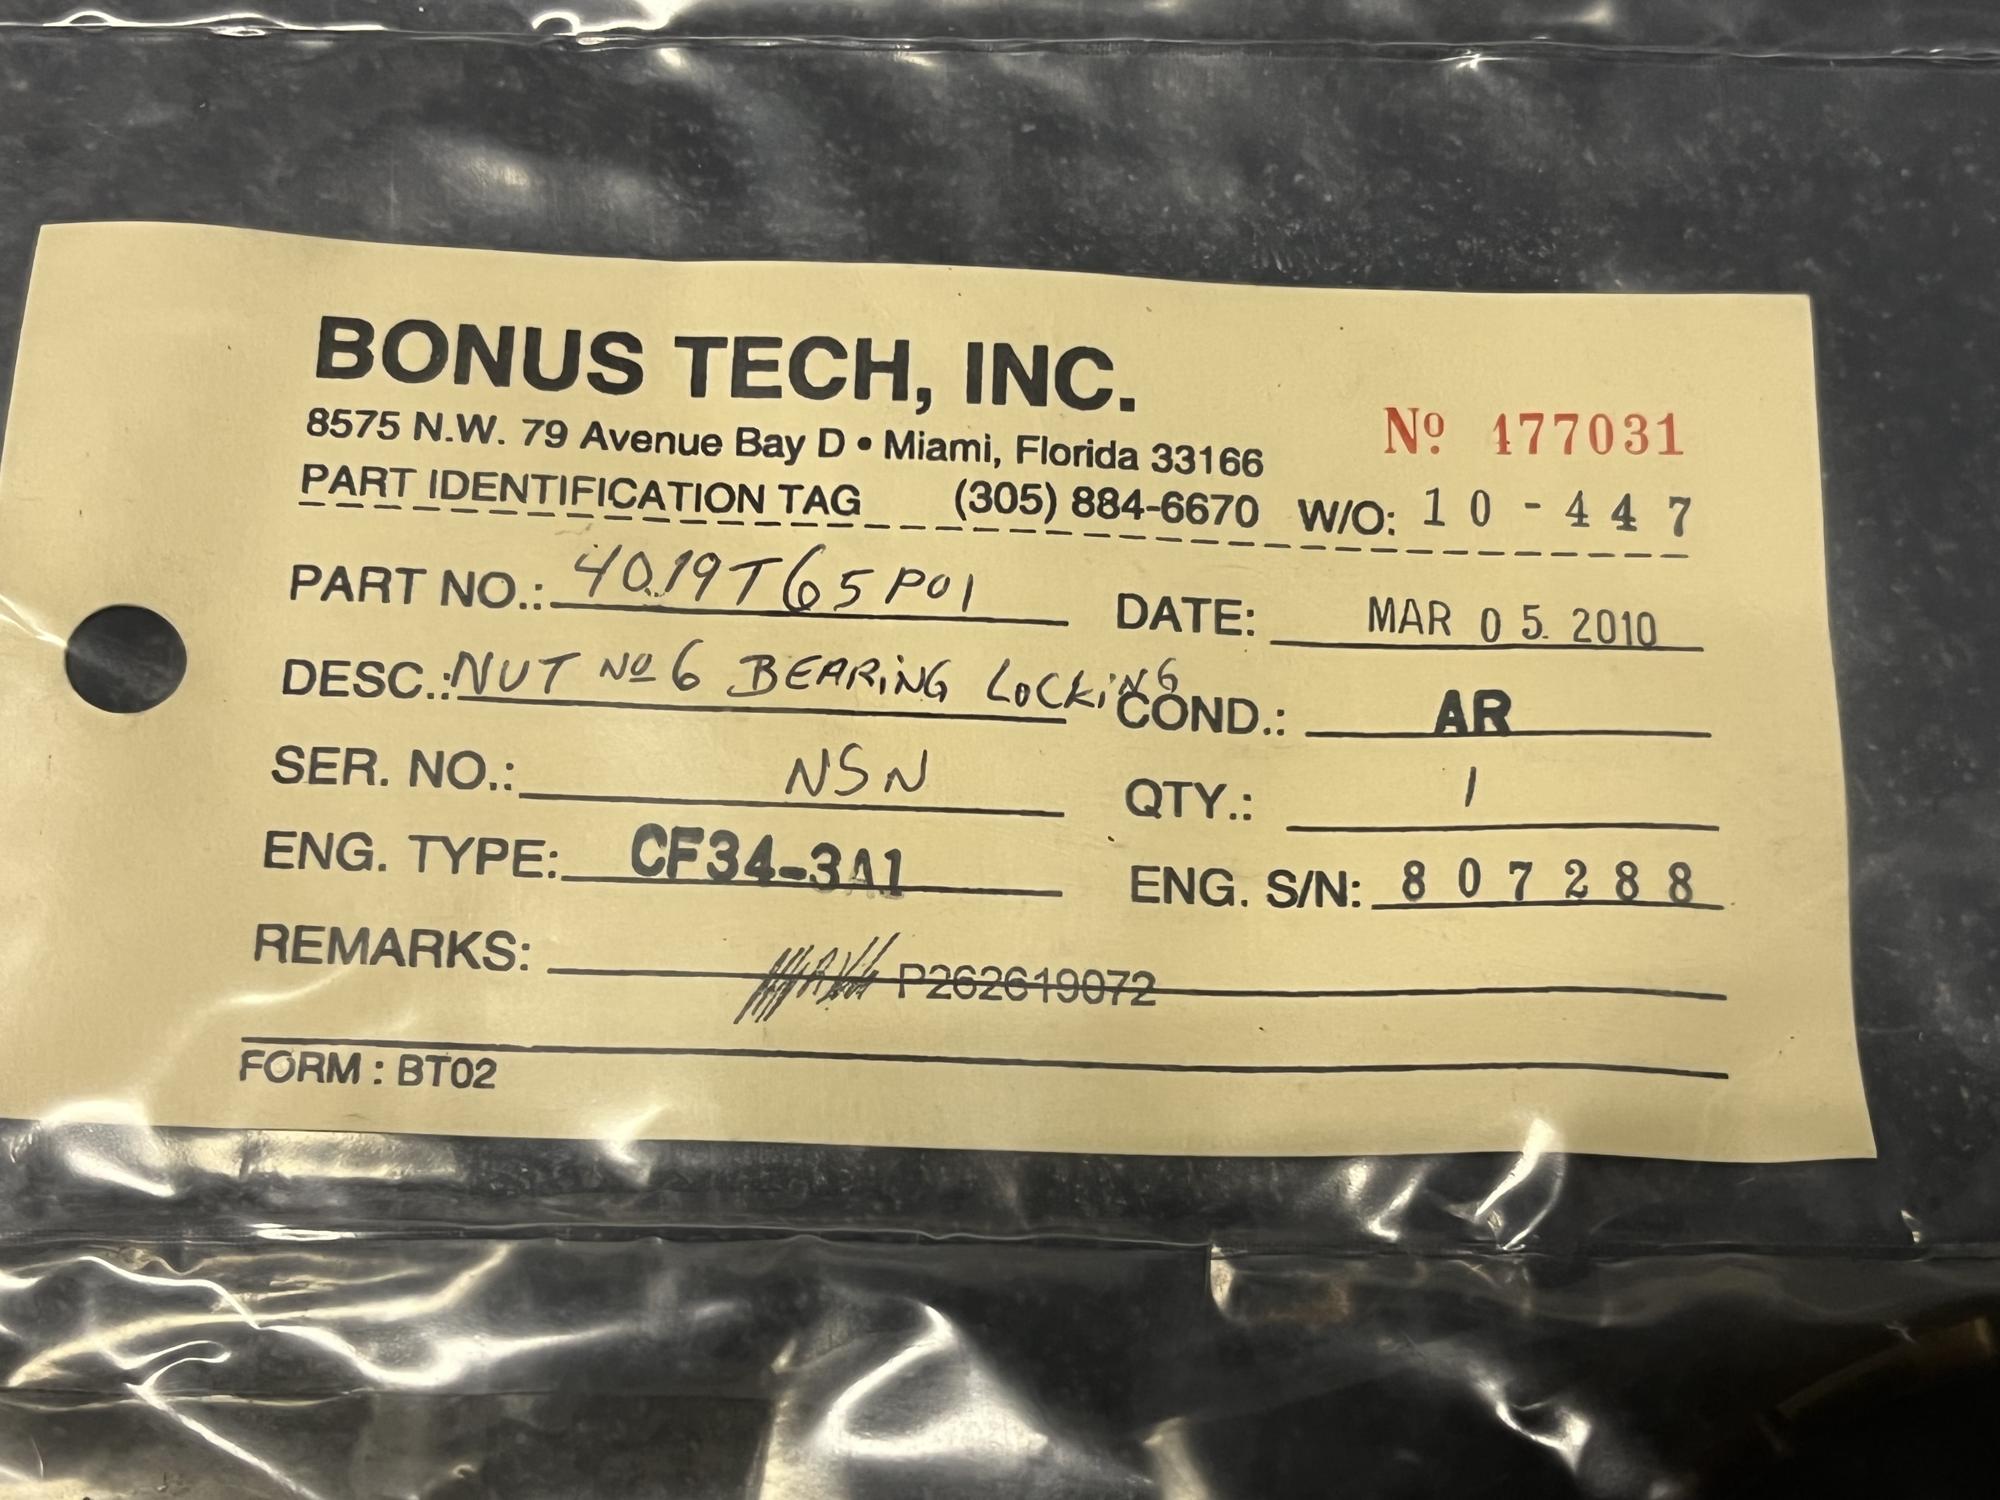 BONUS TECH, INC.
8575 N.W. 79 Avenue Bay D • Miami, Florida 33166
Nº 477031
PART IDENTIFICATION TAG (305) 884-6670 W/O: 10-447
PART NO.: 4019T65P01 DATE: MAR 05 2010
DESC.: NUT Nº 6 BEARING LOCKING COND.: AR
SER. NO.: NSN QTY.: 1
ENG. TYPE: CF34-3A1 ENG. S/N: 807288
REMARKS: P262619072
FORM : BT02